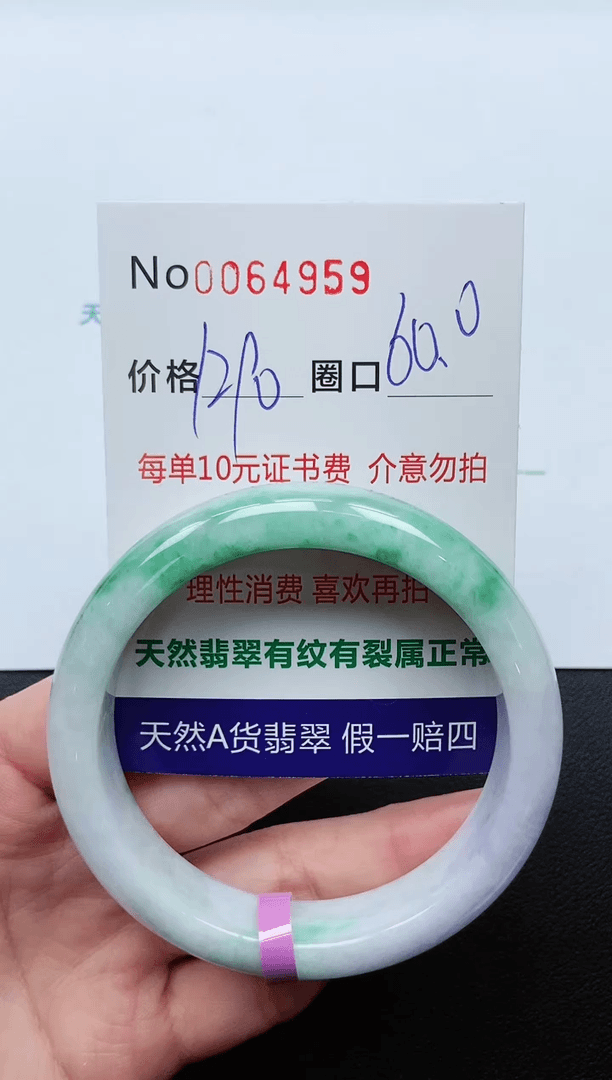 No0064959
价格1290 圈口60.0
每单10元证书费 介意勿拍
理性消费 喜欢再拍
天然翡翠有纹有裂属正常
天然A货翡翠 假一赔四